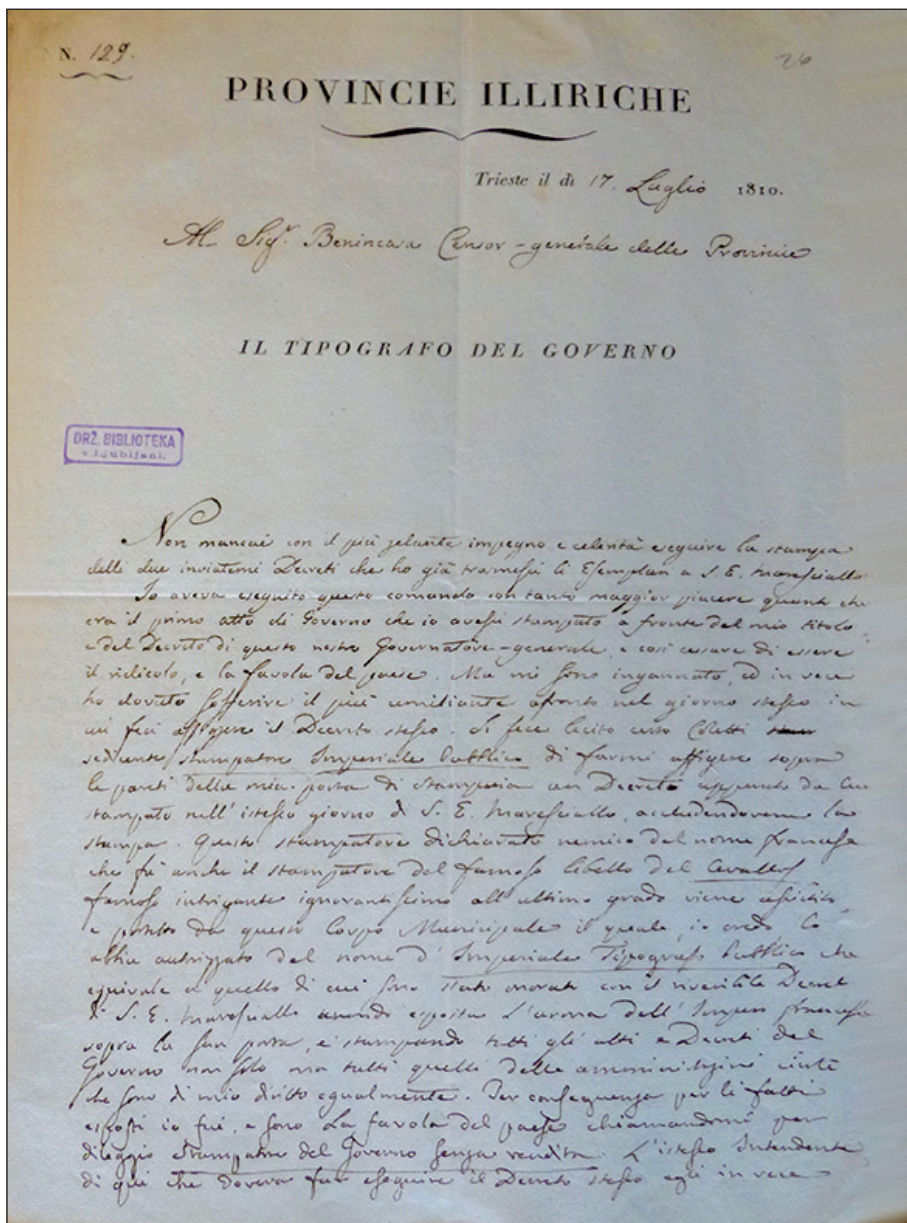 N. 129.
26
PROVINCIE ILLIRICHE
Trieste il dì 17. Luglio 1810.
Al Sig.r Benincasa Censor-generale delle Provincie
IL TIPOGRAFO DEL GOVERNO
DRŽ. BIBLIOTEKA
v Ljubljani.
Non mancai con il più zelante impegno e celerità eseguire la stampa
delli due inviatemi Decreti che ho già trasmessi li Esemplari a S. E. Maresciallo
Io aveva eseguito questo comando con tanto maggior piacere quanto che
era il primo atto di Governo che io avessi stampato a fronte del mio titolo
e del Decreto di questo nostro Governatore-generale, e così cessare di essere
il ridicolo, e la favola del paese. Ma mi sono ingannato, ed in vece
ho dovuto sofferire il più umiliante afronto nel giorno stesso in
cui feci affiggere il Decreto stesso. Si fece lecito certo Coletti
sedicente stampatore Imperiale Pubblico di farmi affigere sopra
le pareti della mia porta di stamperia un Decreto da lui
stampato nell'istesso giorno di S. E. Maresciallo, accludendovene la
stampa. Questo stampatore dichiarato nemico del nome francese
che fù anche il stampatore del famoso libello del Cevallos
famoso intrigante ignorantissimo all'ultimo grado viene
e protetto da questo Corpo Municipale il quale, io credo, lo
abbia autorizzato del nome d'Imperiale Tipografo Pubblico che
equivale a quello di cui sono stato onorato con il riveribile Decreto
di S. E. Maresciallo avendo esposta L'arma dell' francese
sopra la sua porta, e stampando tutti gli atti e Decreti del
Governo non solo ma tutti quelli delle civili
che sono di mio diritto egualmente. Per conseguenza per li fatti
esposti io fui, e sono La favola del paese chiamandomi per
dileggio Stampatore del Governo senza vendita. L'istesso Intendente
di qui che doveva far eseguire il Decreto stesso egli in vece